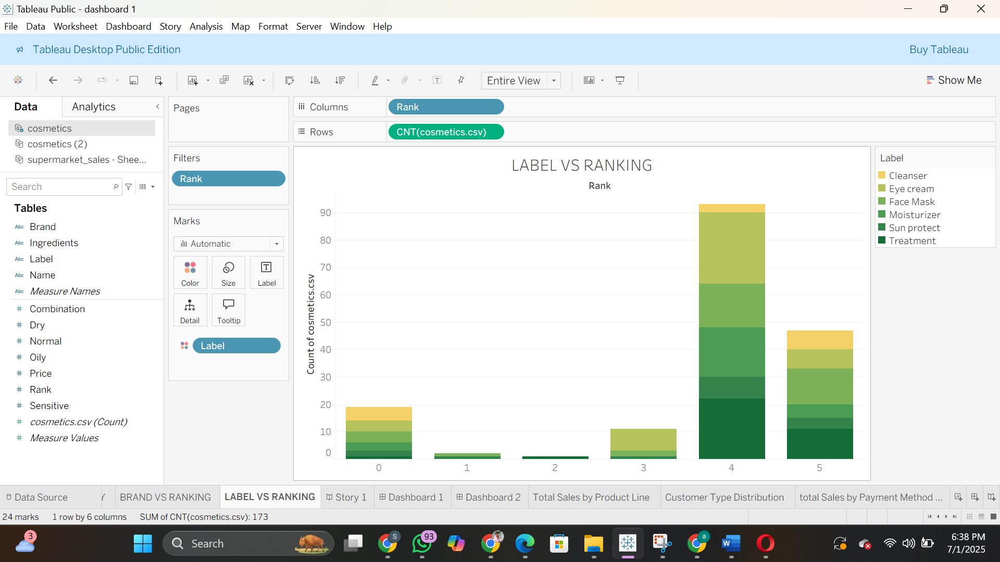 Tableau Public - dashboard 1
File Data Worksheet Dashboard Story Analysis Map Format Server Window Help
Tableau Desktop Public Edition
Buy Tableau
Entire View
Show Me
Data
Analytics
cosmetics
cosmetics (2)
supermarket_sales - Shee...
Search
Tables
Abc Brand
Abc Ingredients
Abc Label
Abc Name
Abc Measure Names
# Combination
# Dry
# Normal
# Oily
# Price
# Rank
# Sensitive
# cosmetics.csv (Count)
# Measure Values
Pages
Filters
Rank
Marks
Automatic
Color
Size
Label
Detail
Tooltip
Label
Columns
Rank
Rows
CNT(cosmetics.csv)
LABEL VS RANKING
Rank
Count of cosmetics.csv
90
80
70
60
50
40
30
20
10
0
0 1 2 3 4 5
Label
Cleanser
Eye cream
Face Mask
Moisturizer
Sun protect
Treatment
Data Source
BRAND VS RANKING
LABEL VS RANKING
Story 1
Dashboard 1
Dashboard 2
Total Sales by Product Line
Customer Type Distribution
total Sales by Payment Method ...
24 marks
1 row by 6 columns
SUM of CNT(cosmetics.csv): 173
3
Search
S
93
a
W
6:38 PM
7/1/2025